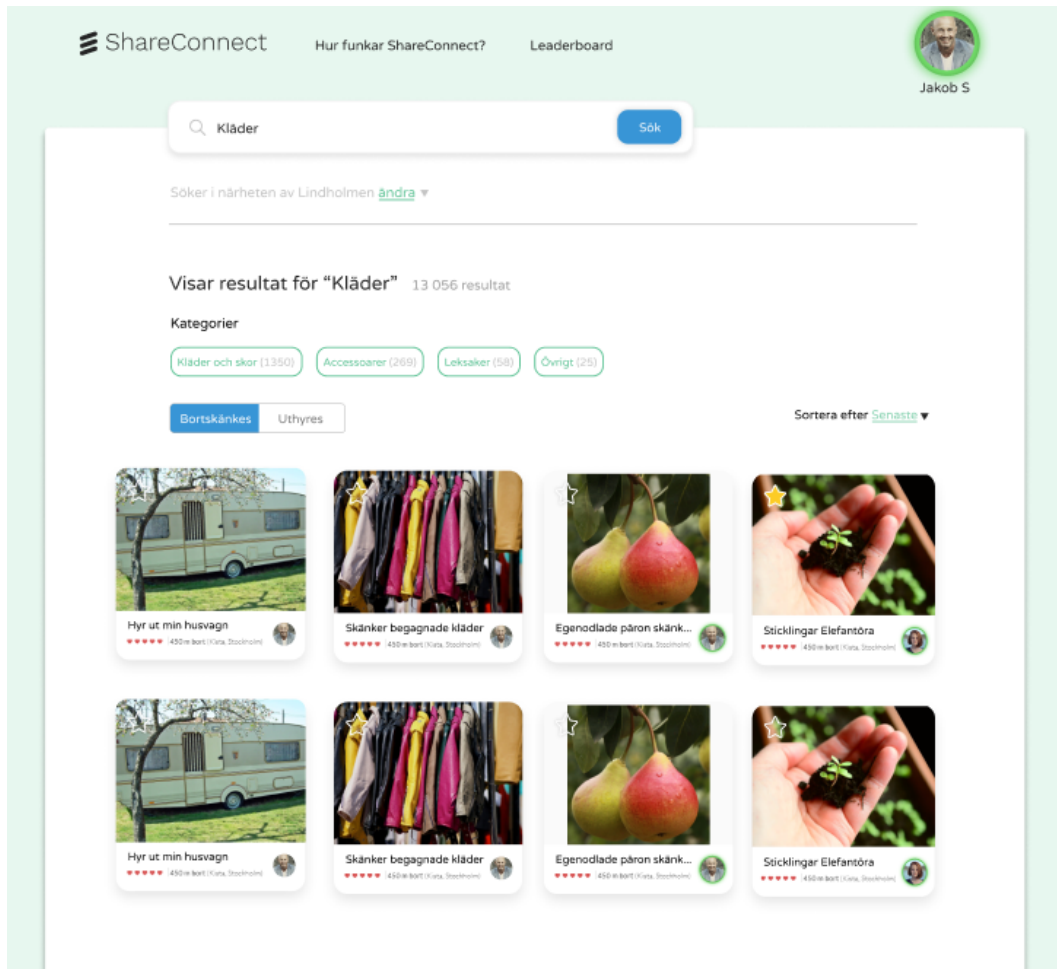 ShareConnect
Hur funkar ShareConnect?
Leaderboard
Jakob S
Kläder
Sök
Söker i närheten av Lindholmen ändra ▼
Visar resultat för “Kläder” 13 056 resultat
Kategorier
Kläder och skor (1350)
Accessoarer (269)
Leksaker (58)
Övrigt (25)
Bortskänkes
Uthyres
Sortera efter Senaste ▼
Hyr ut min husvagn
450 m bort (Kista, Stockholm)
Skänker begagnade kläder
450 m bort (Kista, Stockholm)
Egenodlade päron skänk...
450 m bort (Kista, Stockholm)
Sticklingar Elefantöra
450 m bort (Kista, Stockholm)
Hyr ut min husvagn
450 m bort (Kista, Stockholm)
Skänker begagnade kläder
450 m bort (Kista, Stockholm)
Egenodlade päron skänk...
450 m bort (Kista, Stockholm)
Sticklingar Elefantöra
450 m bort (Kista, Stockholm)